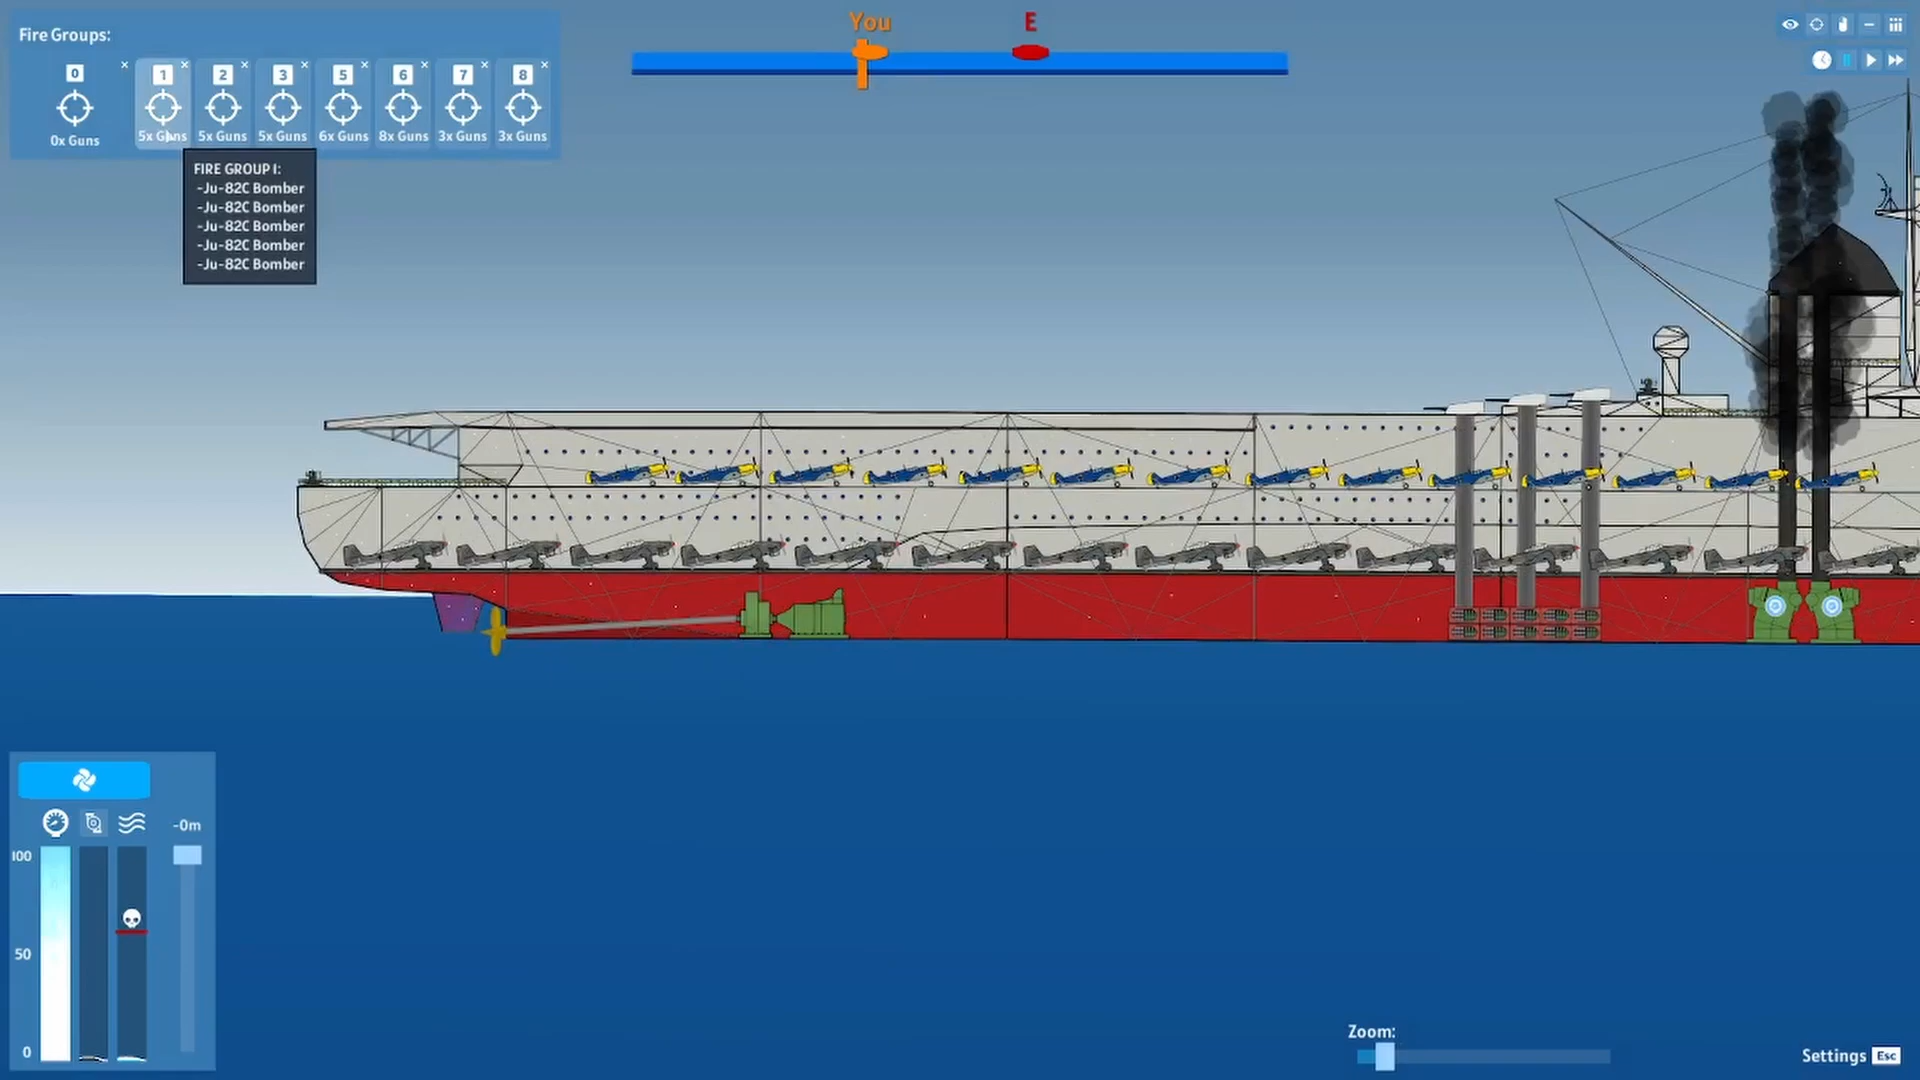 Fire Groups:
You
E
0 1 2 3 5 6 7 8
0x Guns 5x Guns 5x Guns 5x Guns 6x Guns 8x Guns 3x Guns 3x Guns
FIRE GROUP 1:
-Ju-82C Bomber
-Ju-82C Bomber
-Ju-82C Bomber
-Ju-82C Bomber
-Ju-82C Bomber
-0m
100
50
0
Zoom:
Settings Esc